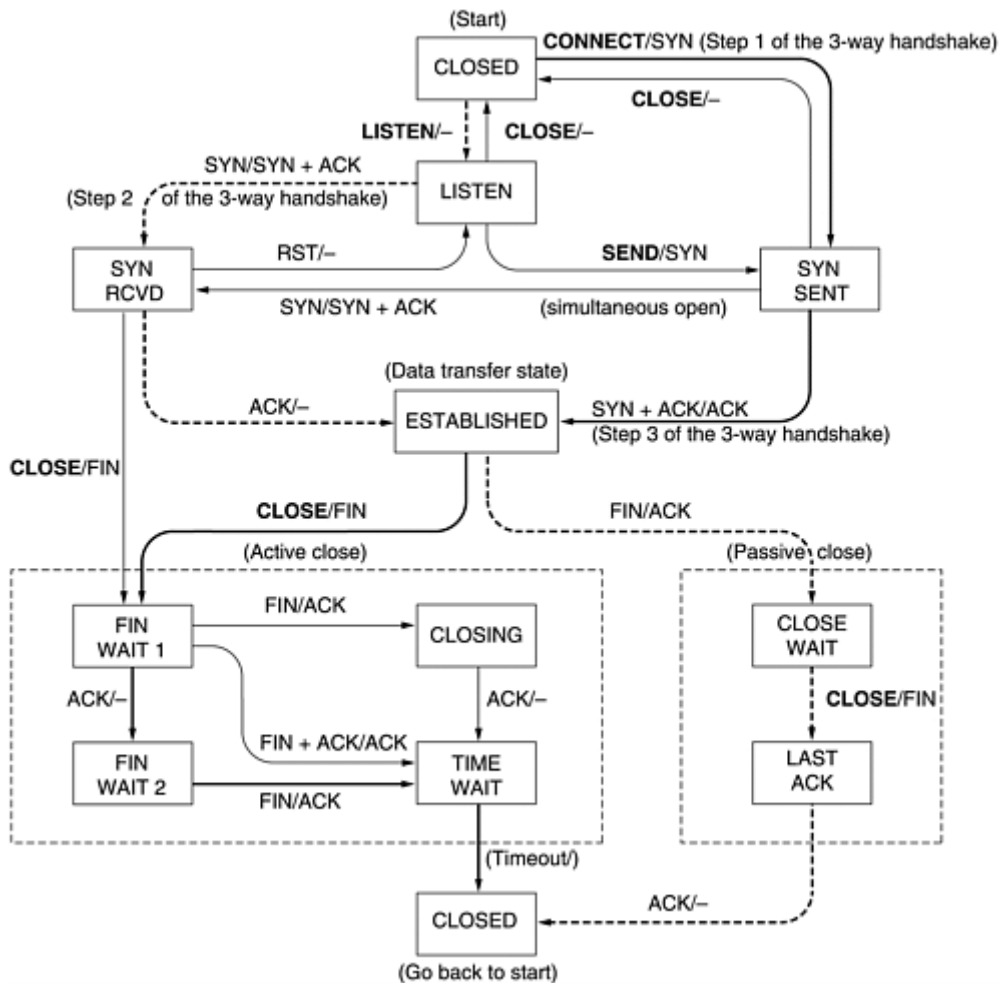 (Start)
CONNECT/SYN (Step 1 of the 3-way handshake)
CLOSED
CLOSE/–
LISTEN/–
CLOSE/–
SYN/SYN + ACK
LISTEN
(Step 2 of the 3-way handshake)
RST/–
SEND/SYN
SYN
RCVD
SYN
SENT
SYN/SYN + ACK
(simultaneous open)
(Data transfer state)
ACK/–
ESTABLISHED
SYN + ACK/ACK
(Step 3 of the 3-way handshake)
CLOSE/FIN
CLOSE/FIN
FIN/ACK
(Active close)
(Passive close)
FIN
WAIT 1
FIN/ACK
CLOSING
CLOSE
WAIT
ACK/–
ACK/–
CLOSE/FIN
FIN + ACK/ACK
FIN
WAIT 2
FIN/ACK
TIME
WAIT
LAST
ACK
(Timeout/)
CLOSED
ACK/–
(Go back to start)